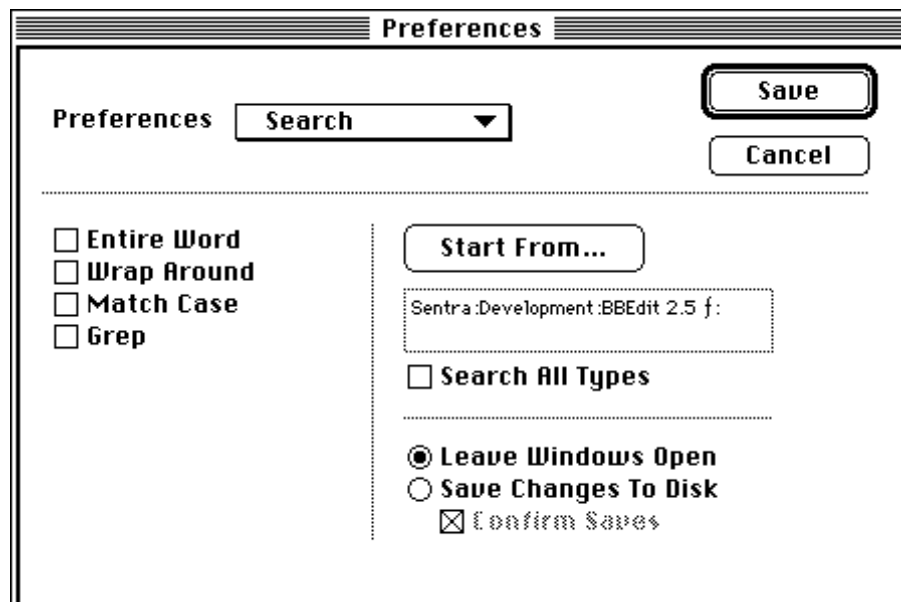 Preferences
Save
Preferences Search
Cancel
Entire Word
Wrap Around
Match Case
Grep
Start From...
Sentra:Development:BBEdit 2.5 ƒ:
Search All Types
Leave Windows Open
Save Changes To Disk
Confirm Saves